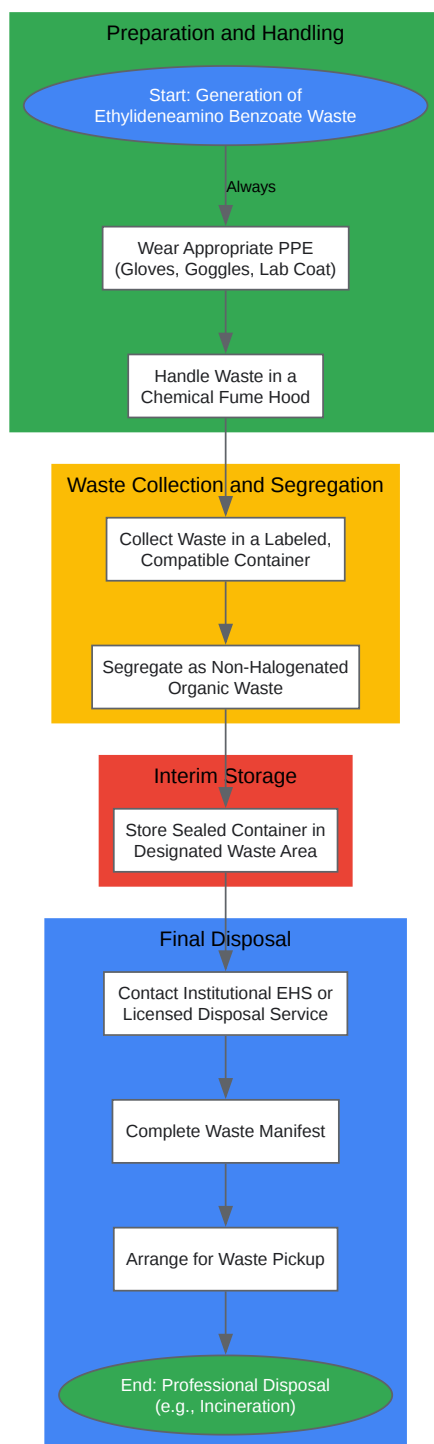 Preparation and Handling
Start: Generation of
Ethylideneamino Benzoate Waste
Always
Wear Appropriate PPE
(Gloves, Goggles, Lab Coat)
Handle Waste in a
Chemical Fume Hood
Waste Collection and Segregation
Collect Waste in a Labeled,
Compatible Container
Segregate as Non-Halogenated
Organic Waste
Interim Storage
Store Sealed Container in
Designated Waste Area
Final Disposal
Contact Institutional EHS or
Licensed Disposal Service
Complete Waste Manifest
Arrange for Waste Pickup
End: Professional Disposal
(e.g., Incineration)